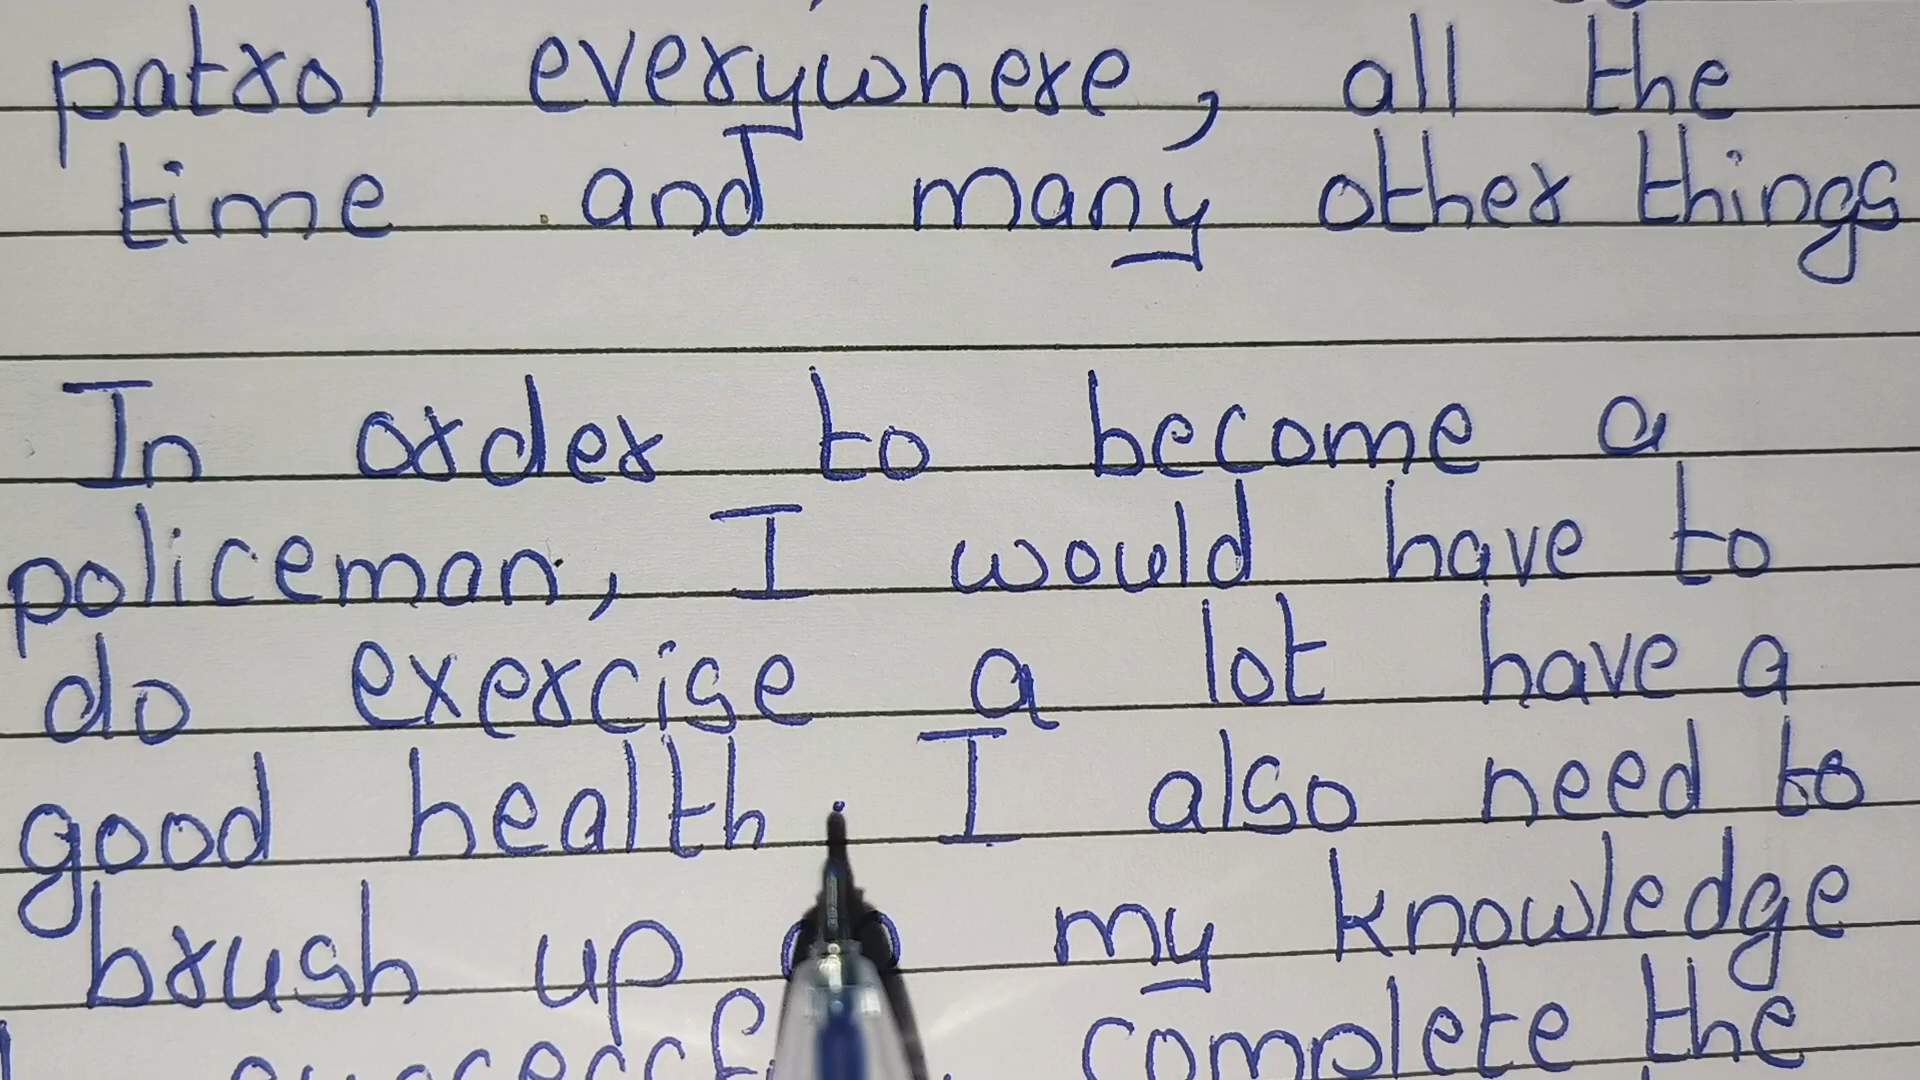 patrol everywhere, all the
time and many other things
In order to become a
policeman, I would have to
do exercise a lot have a
good health. I also need to
brush up my knowledge
complete the